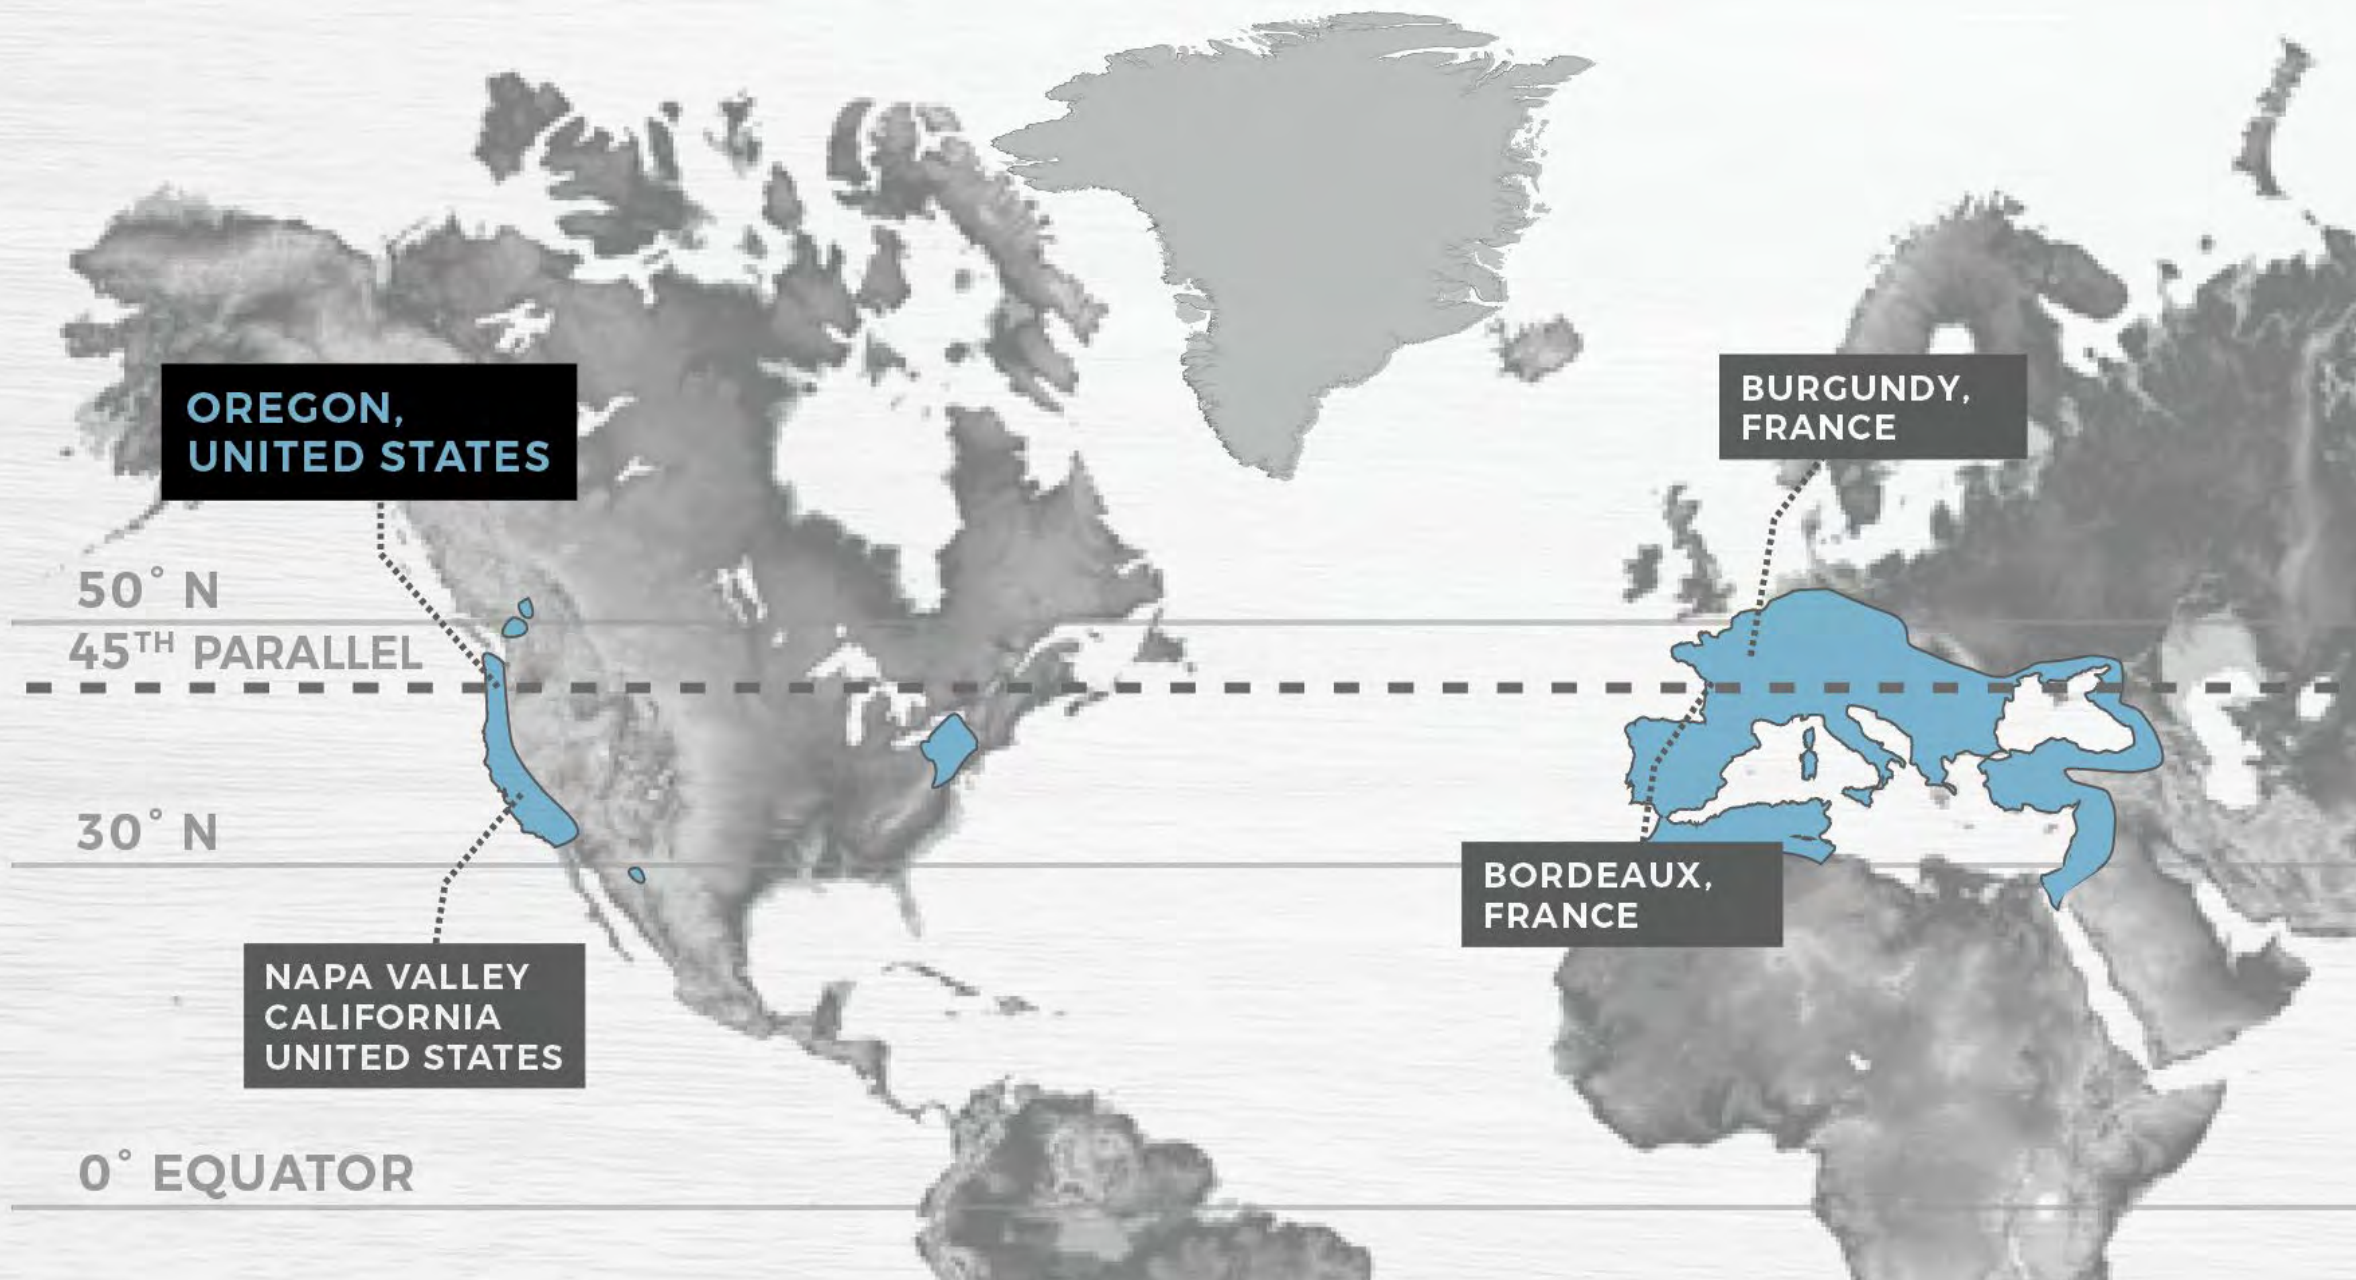 OREGON,
UNITED STATES
BURGUNDY,
FRANCE
50° N
45TH PARALLEL
30° N
BORDEAUX,
FRANCE
NAPA VALLEY
CALIFORNIA
UNITED STATES
0° EQUATOR